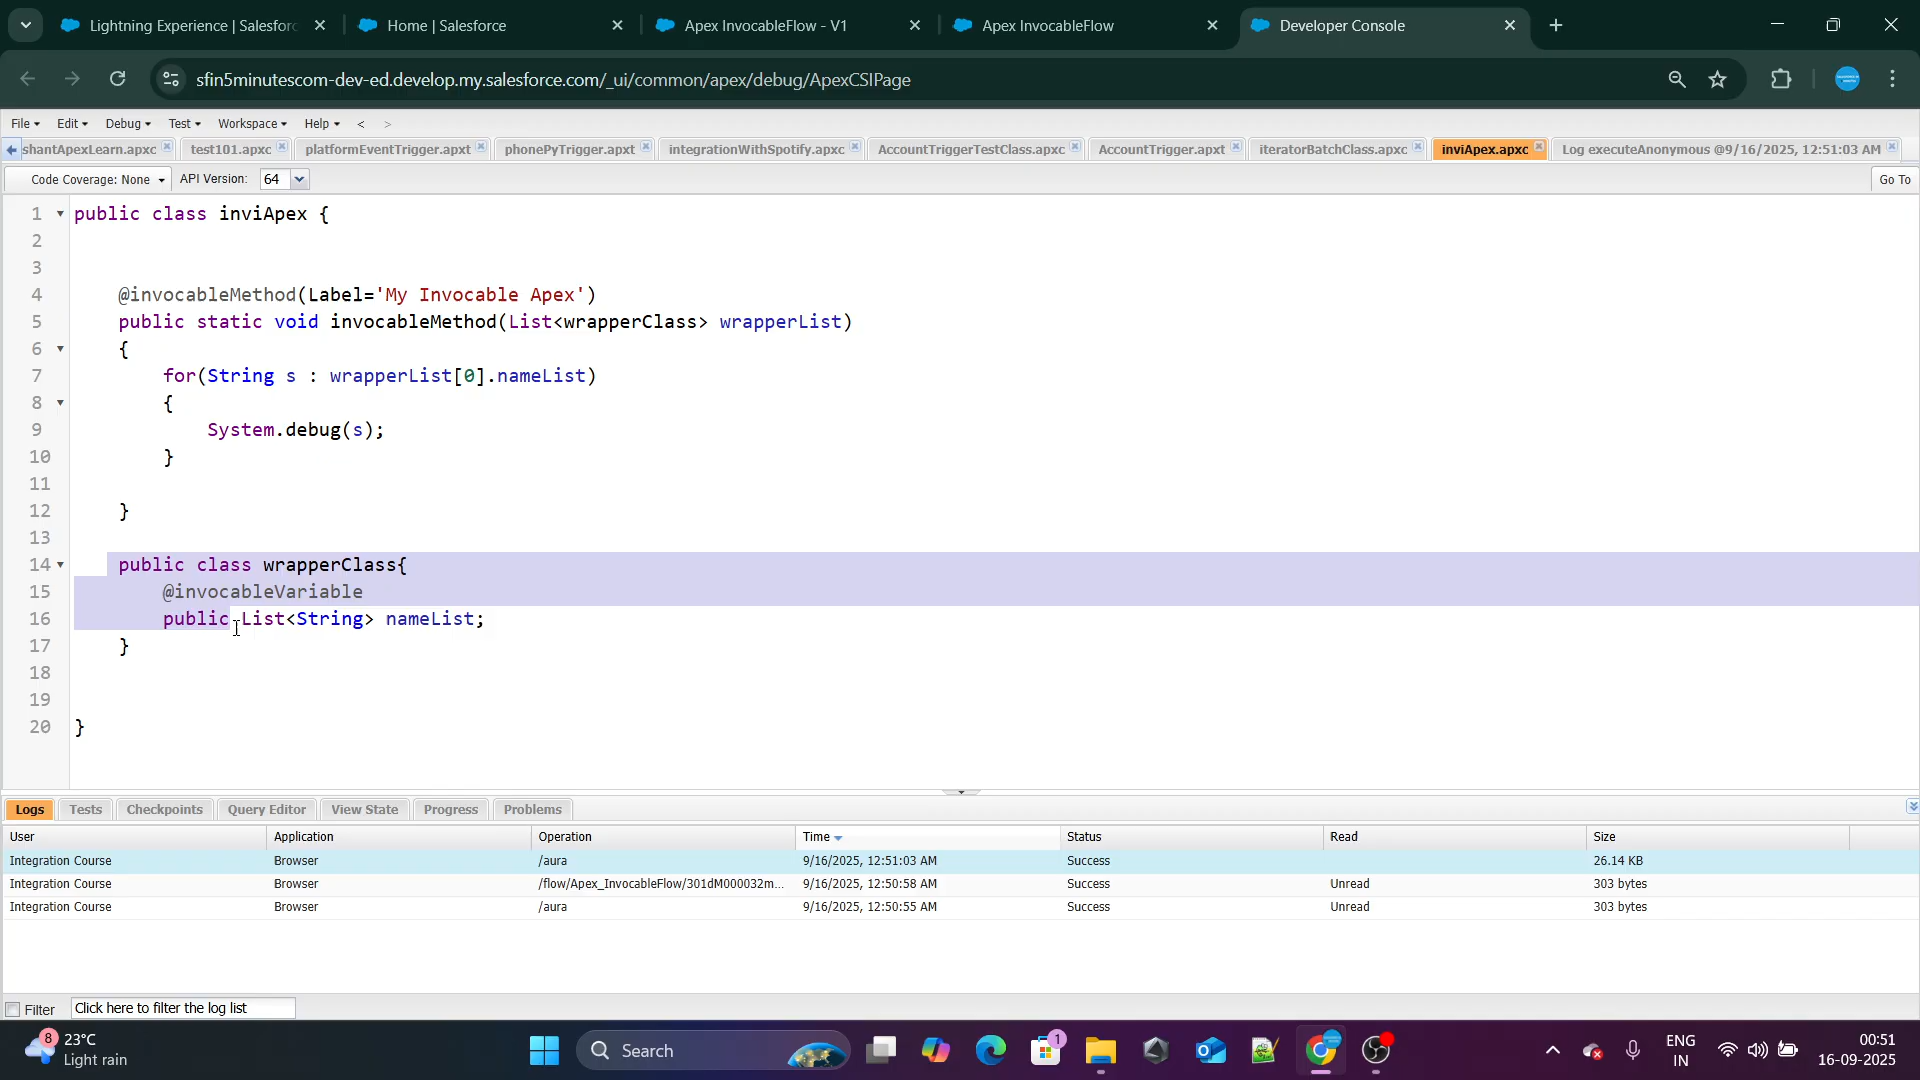 Lightning Experience | Salesforc
Home | Salesforce
Apex InvocableFlow - V1
Apex InvocableFlow
Developer Console
sfin5minutescom-dev-ed.develop.my.salesforce.com/_ui/common/apex/debug/ApexCSIPage
File Edit Debug Test Workspace Help < >
shantApexLearn.apxc test101.apxc platformEventTrigger.apxt phonePyTrigger.apxt integrationWithSpotify.apxc AccountTriggerTestClass.apxc AccountTrigger.apxt iteratorBatchClass.apxc inviApex.apxc Log executeAnonymous @9/16/2025, 12:51:03 AM
Code Coverage: None API Version: 64 Go To
1 public class inviApex {
2
3
4 @invocableMethod(Label='My Invocable Apex')
5 public static void invocableMethod(List<wrapperClass> wrapperList)
6 {
7 for(String s : wrapperList[0].nameList)
8 {
9 System.debug(s);
10 }
11
12 }
13
14 public class wrapperClass{
15 @invocableVariable
16 public List<String> nameList;
17 }
18
19
20 }
Logs Tests Checkpoints Query Editor View State Progress Problems
User Application Operation Time Status Read Size
Integration Course Browser /aura 9/16/2025, 12:51:03 AM Success 26.14 KB
Integration Course Browser /flow/Apex_InvocableFlow/301dM000032m... 9/16/2025, 12:50:58 AM Success Unread 303 bytes
Integration Course Browser /aura 9/16/2025, 12:50:55 AM Success Unread 303 bytes
Filter Click here to filter the log list
8 23°C
Light rain
Search
1
ENG
IN
00:51
16-09-2025